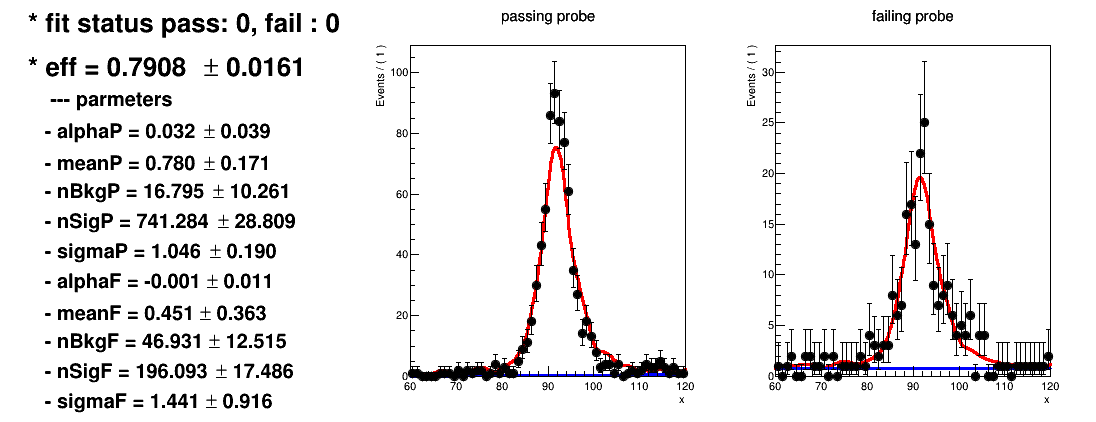 * fit status pass: 0, fail : 0
* eff = 0.7908 ± 0.0161
--- parmeters
- alphaP = 0.032 ± 0.039
- meanP = 0.780 ± 0.171
- nBkgP = 16.795 ± 10.261
- nSigP = 741.284 ± 28.809
- sigmaP = 1.046 ± 0.190
- alphaF = -0.001 ± 0.011
- meanF = 0.451 ± 0.363
- nBkgF = 46.931 ± 12.515
- nSigF = 196.093 ± 17.486
- sigmaF = 1.441 ± 0.916
passing probe
Events / ( 1 )
100
80
60
40
20
0
60 70 80 90 100 110 120
x
failing probe
Events / ( 1 )
30
25
20
15
10
5
0
60 70 80 90 100 110 120
x